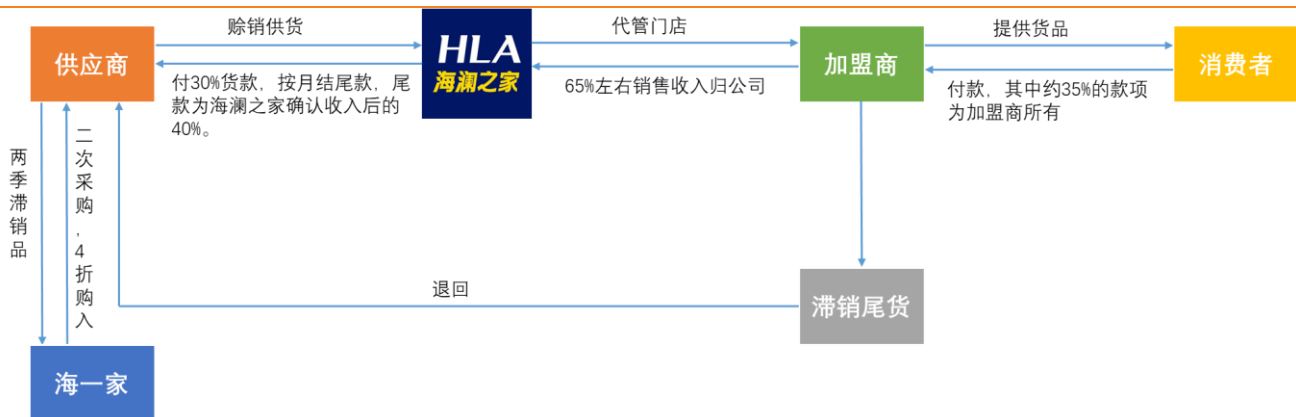 赊销供货
代管门店
提供货品
供应商
HLA
海澜之家
加盟商
消费者
付30%货款，按月结尾款，尾
款为海澜之家确认收入后的
40%。
65%左右销售收入归公司
付款，其中约35%的款项
为加盟商所有
两季滞销品
二次采购，4折购入
退回
滞销尾货
海一家